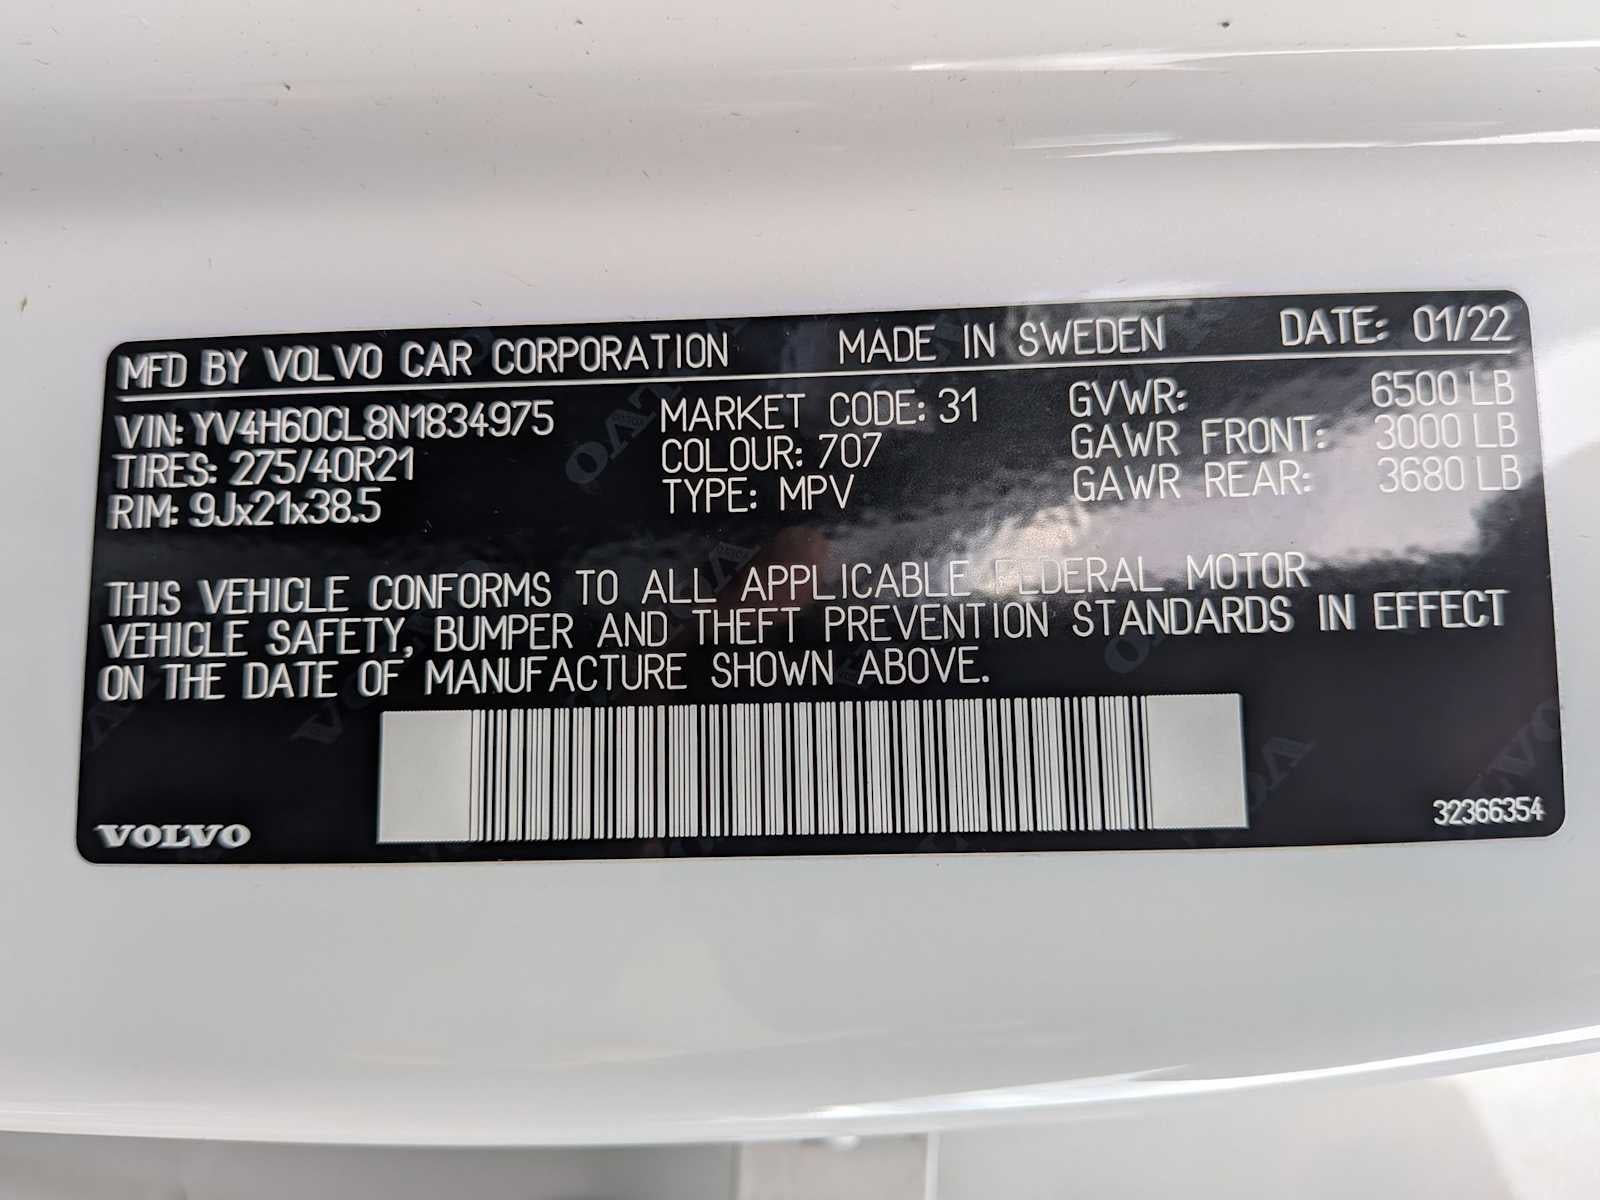 MFD BY VOLVO CAR CORPORATION MADE IN SWEDEN DATE: 01/22
VIN: YV4H60CL8N1834975 MARKET CODE: 31 GVWR: 6500 LB
TIRES: 275/40R21 COLOUR: 707 GAWR FRONT: 3000 LB
RIM: 9Jx21x38.5 TYPE: MPV GAWR REAR: 3680 LB
THIS VEHICLE CONFORMS TO ALL APPLICABLE FEDERAL MOTOR
VEHICLE SAFETY, BUMPER AND THEFT PREVENTION STANDARDS IN EFFECT
ON THE DATE OF MANUFACTURE SHOWN ABOVE.
VOLVO 32366354